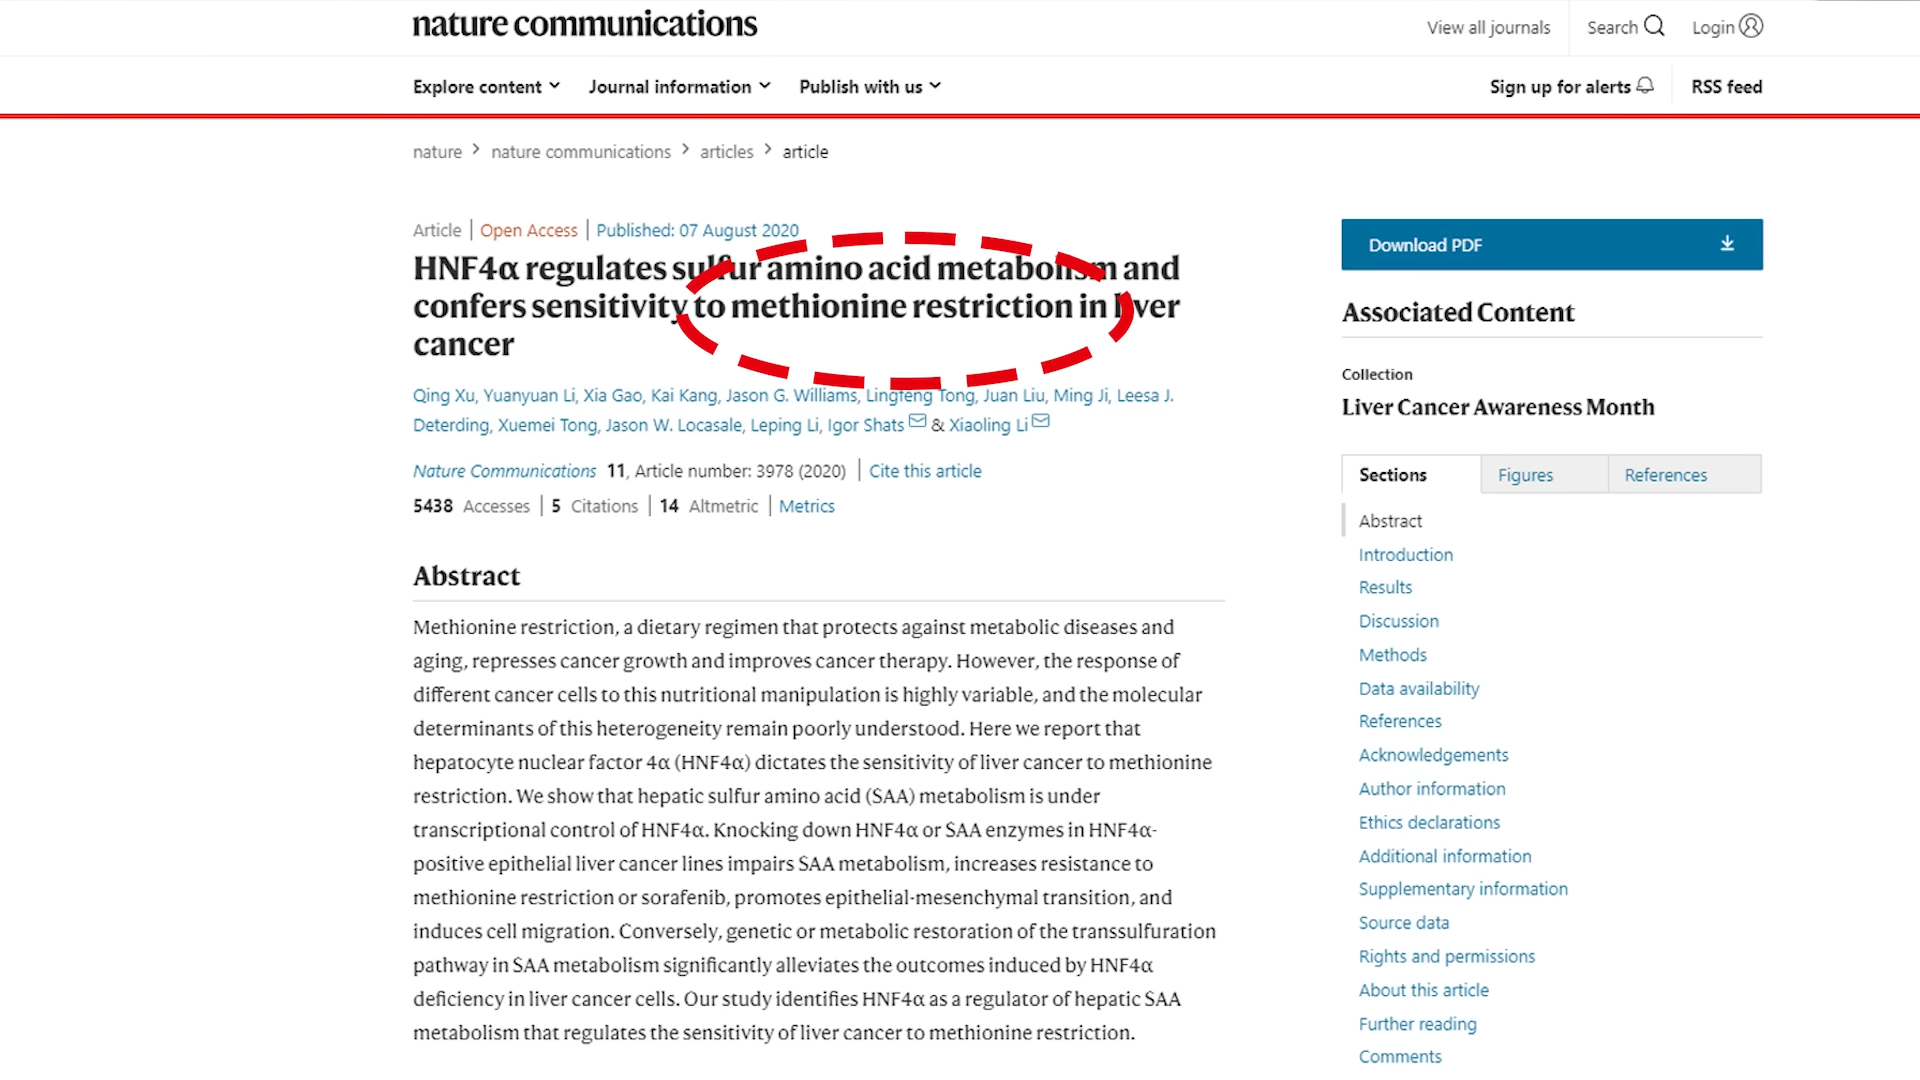 nature communications
View all journals
Search
Login
Explore content
Journal information
Publish with us
Sign up for alerts
RSS feed
nature > nature communications > articles > article
Article | Open Access | Published: 07 August 2020
HNF4α regulates sulfur amino acid metabolism and
confers sensitivity to methionine restriction in liver
cancer
Qing Xu, Yuanyuan Li, Xia Gao, Kai Kang, Jason G. Williams, Lingfeng Tong, Juan Liu, Ming Ji, Leesa J.
Deterding, Xuemei Tong, Jason W. Locasale, Leping Li, Igor Shats & Xiaoling Li
Nature Communications 11, Article number: 3978 (2020) | Cite this article
5438 Accesses | 5 Citations | 14 Altmetric | Metrics
Abstract
Methionine restriction, a dietary regimen that protects against metabolic diseases and
aging, represses cancer growth and improves cancer therapy. However, the response of
different cancer cells to this nutritional manipulation is highly variable, and the molecular
determinants of this heterogeneity remain poorly understood. Here we report that
hepatocyte nuclear factor 4α (HNF4α) dictates the sensitivity of liver cancer to methionine
restriction. We show that hepatic sulfur amino acid (SAA) metabolism is under
transcriptional control of HNF4α. Knocking down HNF4α or SAA enzymes in HNF4α-
positive epithelial liver cancer lines impairs SAA metabolism, increases resistance to
methionine restriction or sorafenib, promotes epithelial-mesenchymal transition, and
induces cell migration. Conversely, genetic or metabolic restoration of the transsulfuration
pathway in SAA metabolism significantly alleviates the outcomes induced by HNF4α
deficiency in liver cancer cells. Our study identifies HNF4α as a regulator of hepatic SAA
metabolism that regulates the sensitivity of liver cancer to methionine restriction.
Download PDF
Associated Content
Collection
Liver Cancer Awareness Month
Sections
Figures
References
Abstract
Introduction
Results
Discussion
Methods
Data availability
References
Acknowledgements
Author information
Ethics declarations
Additional information
Supplementary information
Source data
Rights and permissions
About this article
Further reading
Comments